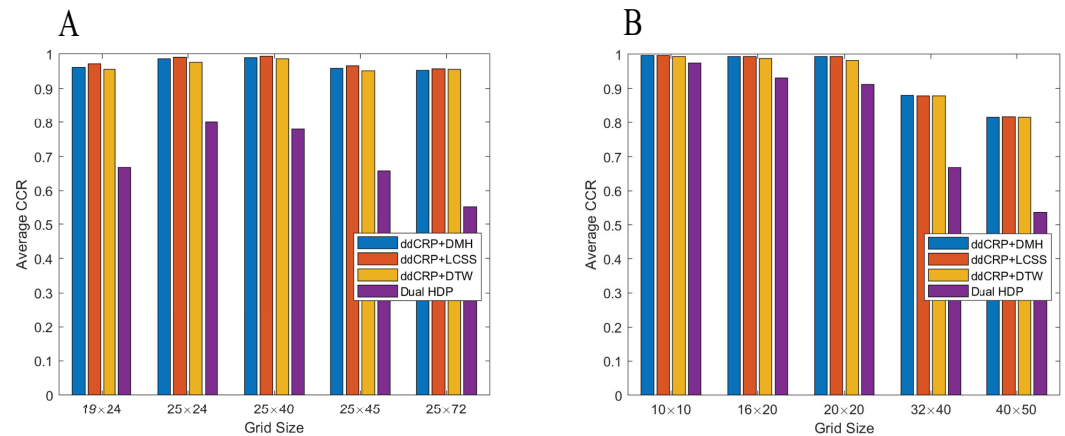 A
1
0.9
0.8
0.7
0.6
0.5
0.4
0.3
0.2
0.1
0
Average CCR
19×24 25×24 25×40 25×45 25×72
Grid Size
ddCRP+DMH
ddCRP+LCSS
ddCRP+DTW
Dual HDP
B
1
0.9
0.8
0.7
0.6
0.5
0.4
0.3
0.2
0.1
0
Average CCR
10×10 16×20 20×20 32×40 40×50
Grid Size
ddCRP+DMH
ddCRP+LCSS
ddCRP+DTW
Dual HDP